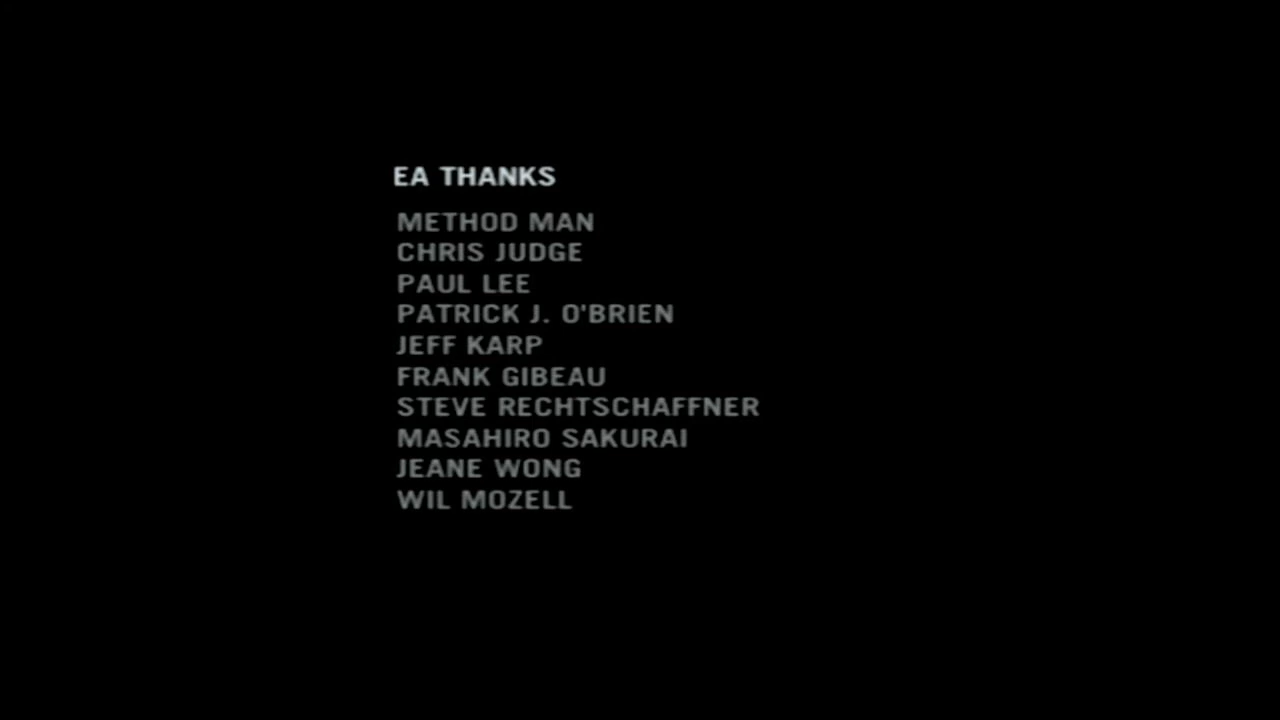 EA THANKS
METHOD MAN
CHRIS JUDGE
PAUL LEE
PATRICK J. O'BRIEN
JEFF KARP
FRANK GIBEAU
STEVE RECHTSCHAFFNER
MASAHIRO SAKURAI
JEANE WONG
WIL MOZELL